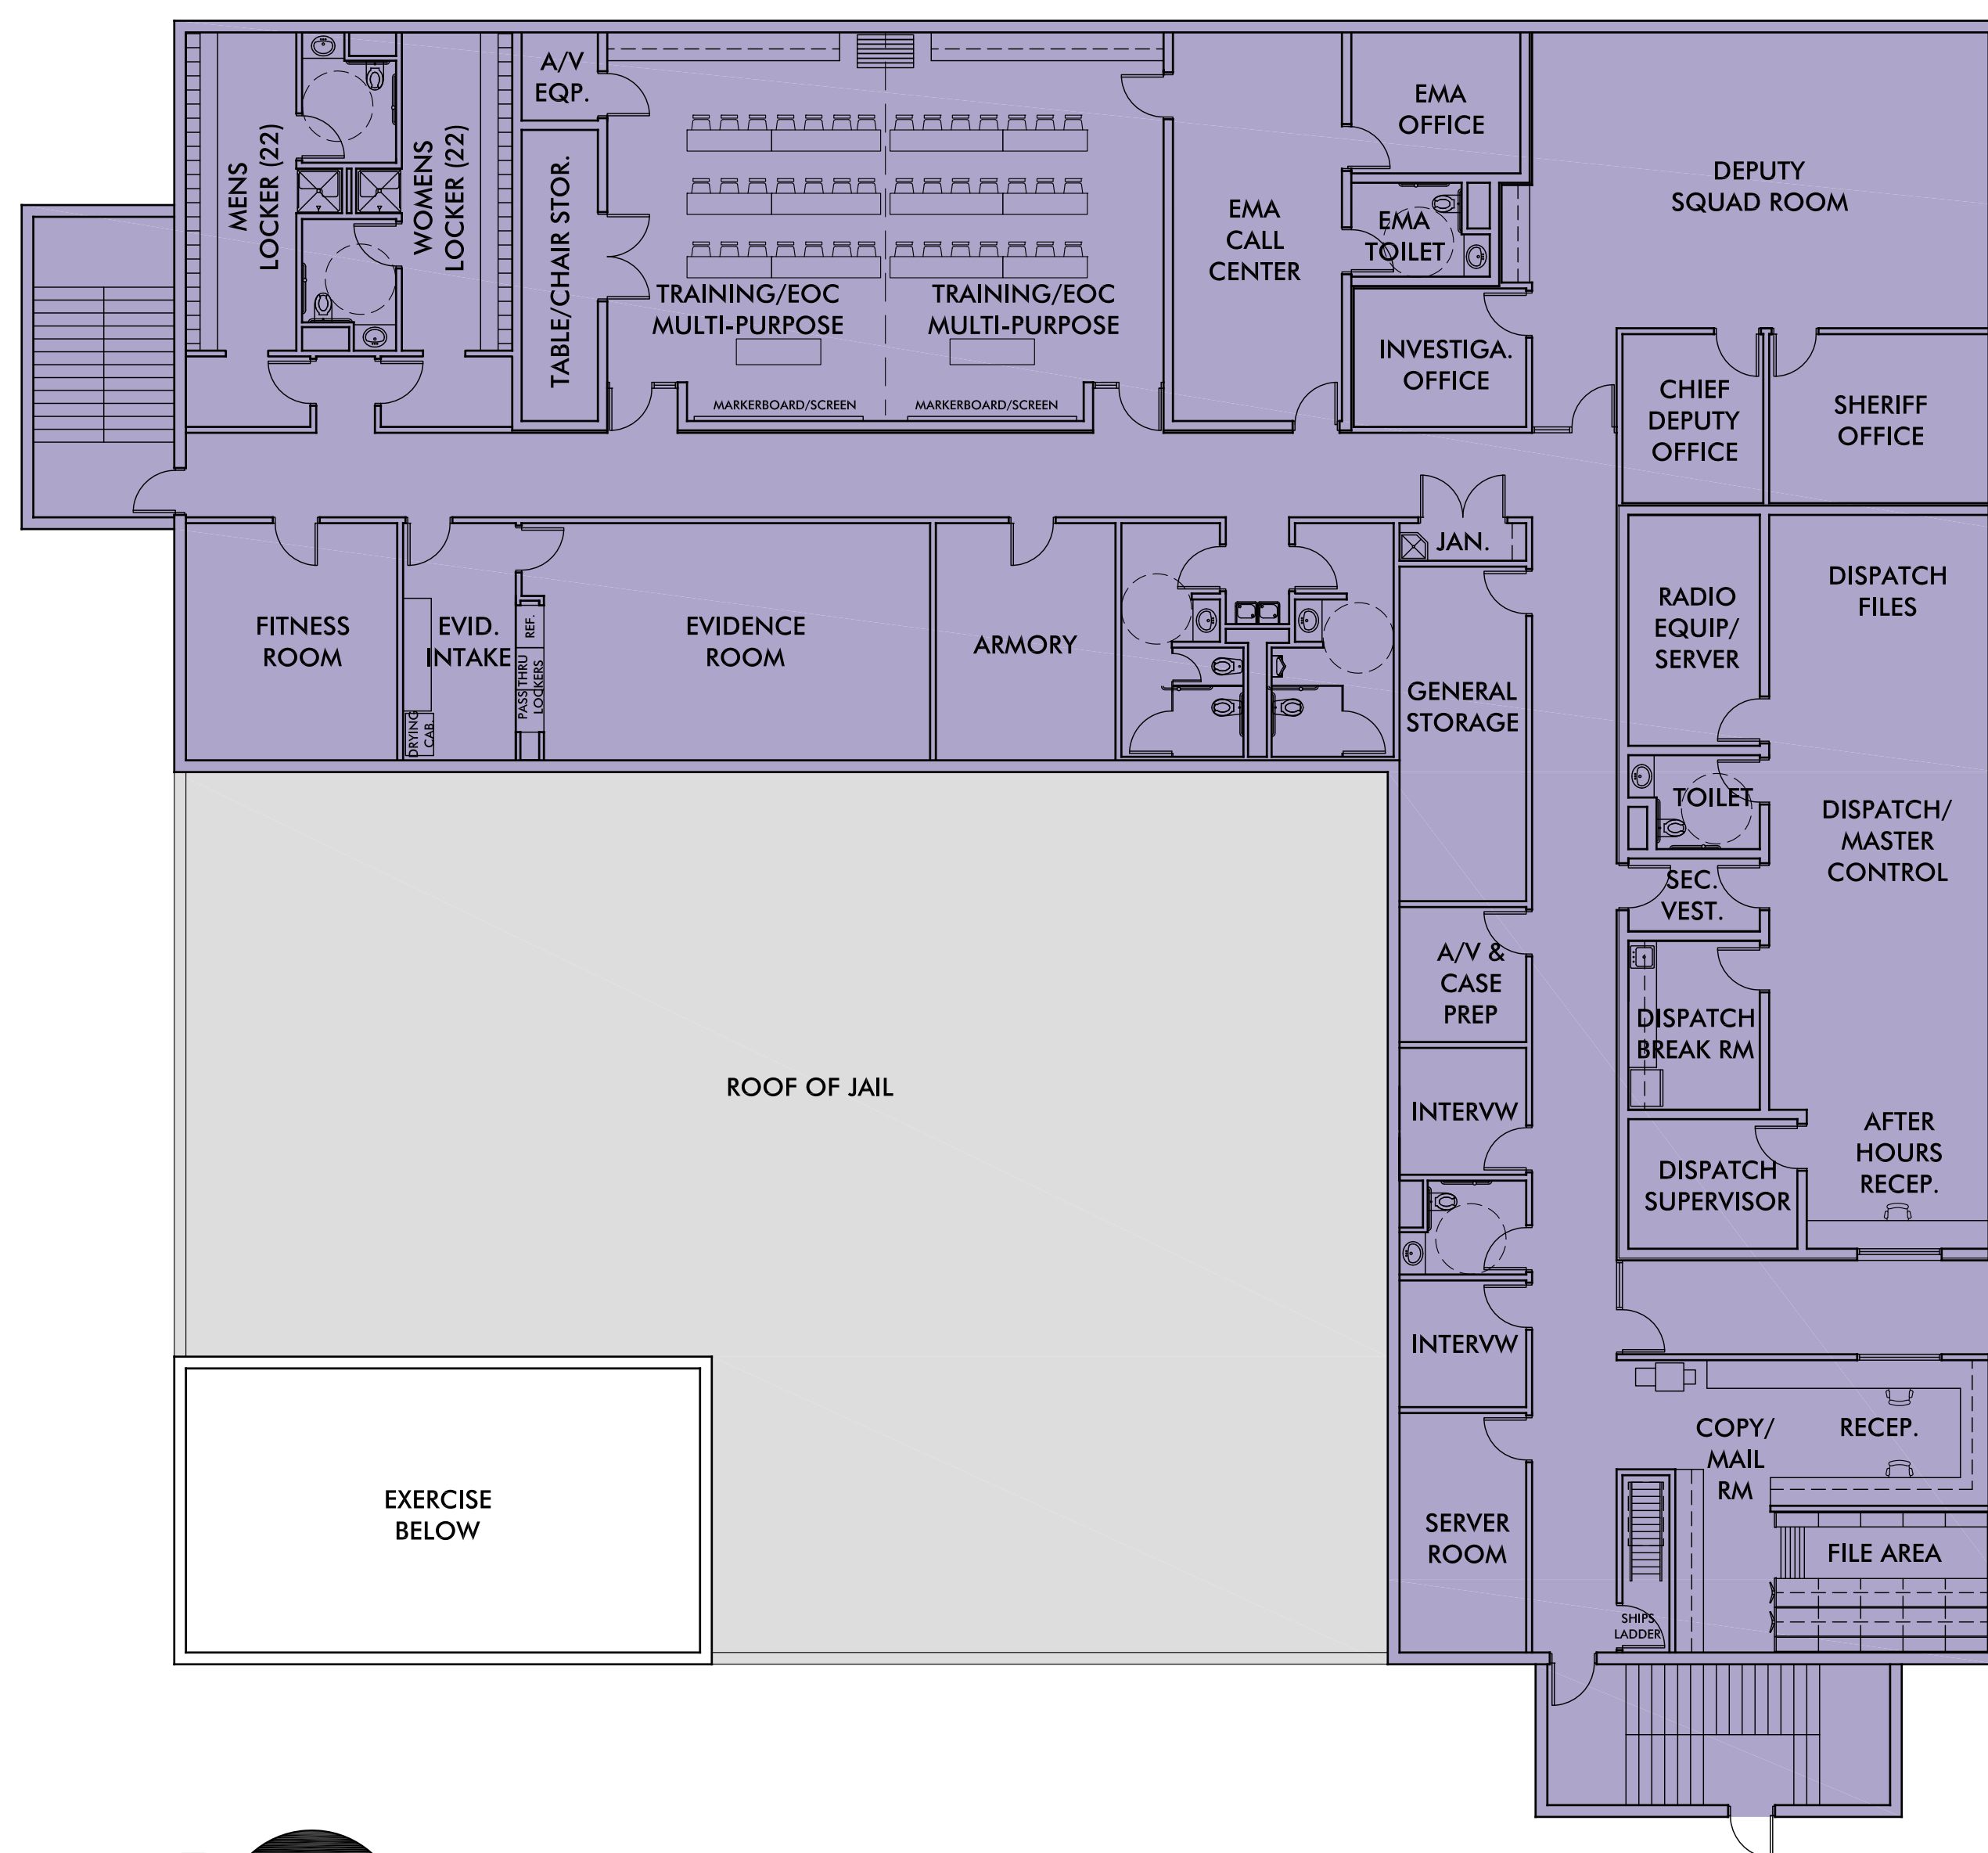 MENS
LOCKER (22)
WOMENS
LOCKER (22)
A/V
EQP.
TABLE/CHAIR STOR.
TRAINING/EOC
MULTI-PURPOSE
TRAINING/EOC
MULTI-PURPOSE
MARKERBOARD/SCREEN
MARKERBOARD/SCREEN
EMA
CALL
CENTER
EMA
OFFICE
EMA
TOILET
INVESTIGA.
OFFICE
DEPUTY
SQUAD ROOM
CHIEF
DEPUTY
OFFICE
SHERIFF
OFFICE
FITNESS
ROOM
EVID.
INTAKE
DRYING
CAB.
REF.
PASS THRU
LOCKERS
EVIDENCE
ROOM
ARMORY
JAN.
GENERAL
STORAGE
RADIO
EQUIP/
SERVER
DISPATCH
FILES
TOILET
DISPATCH/
MASTER
CONTROL
SEC.
VEST.
A/V &
CASE
PREP
DISPATCH
BREAK RM
INTERVW
DISPATCH
SUPERVISOR
AFTER
HOURS
RECEP.
ROOF OF JAIL
INTERVW
COPY/
MAIL
RM
RECEP.
SERVER
ROOM
FILE AREA
SHIPS
LADDER
EXERCISE
BELOW